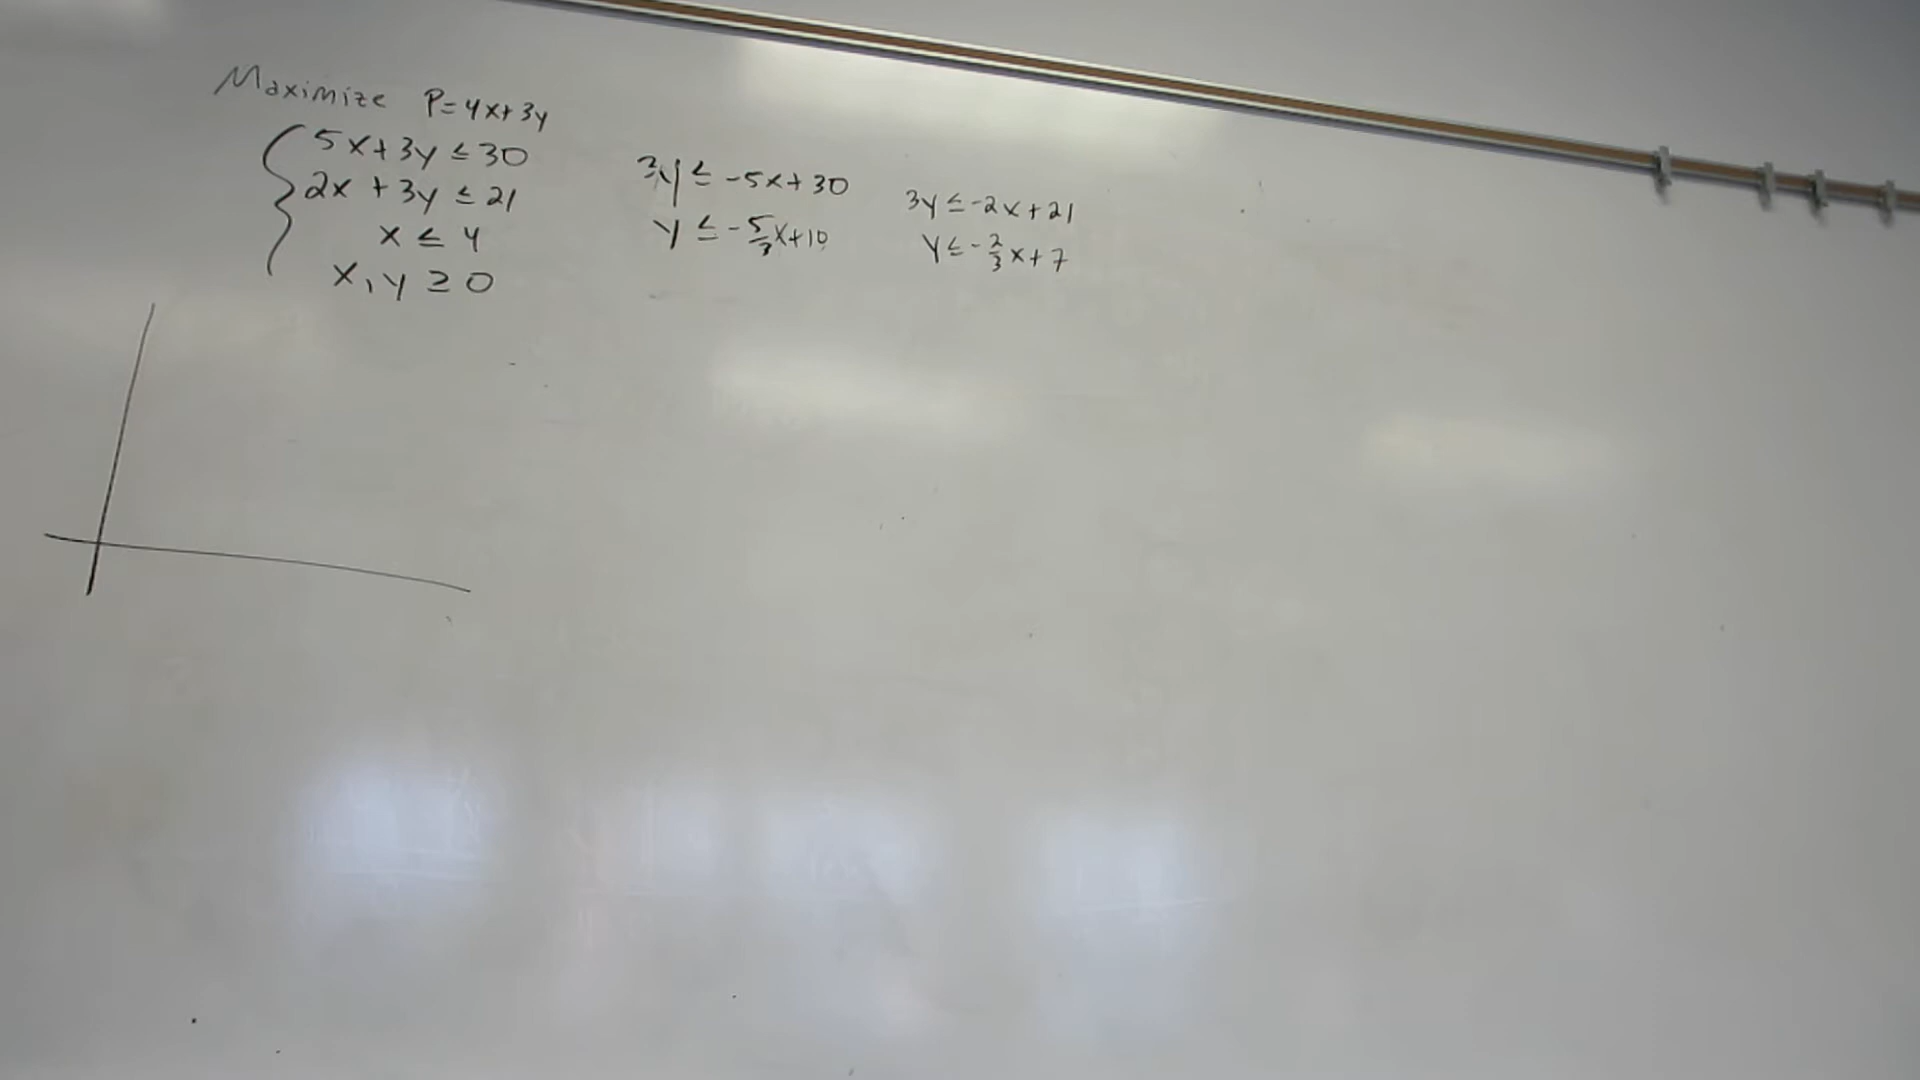 Maximize P=4x+3y
5x+3y ≤ 30
2x + 3y ≤ 21
x ≤ 4
x, y ≥ 0
3y ≤ -5x+30
y ≤ -5/3x+10
3y ≤ -2x+21
y ≤ -2/3x+7